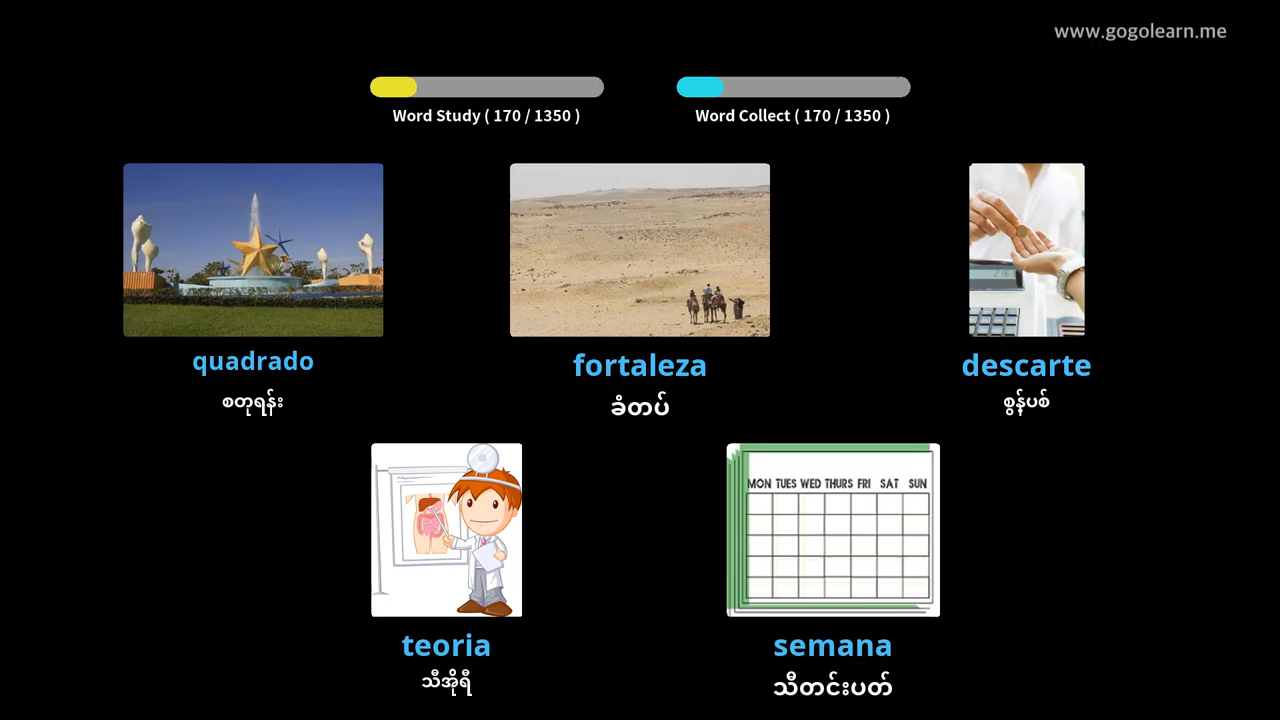 www.gogolearn.me
Word Study ( 170 / 1350 )
Word Collect ( 170 / 1350 )
quadrado
fortaleza
descarte
စတုရန်း
ခံတပ်
စွန့်ပစ်
MON TUES WED THURS FRI SAT SUN
teoria
semana
သီအိုရီ
သီတင်းပတ်